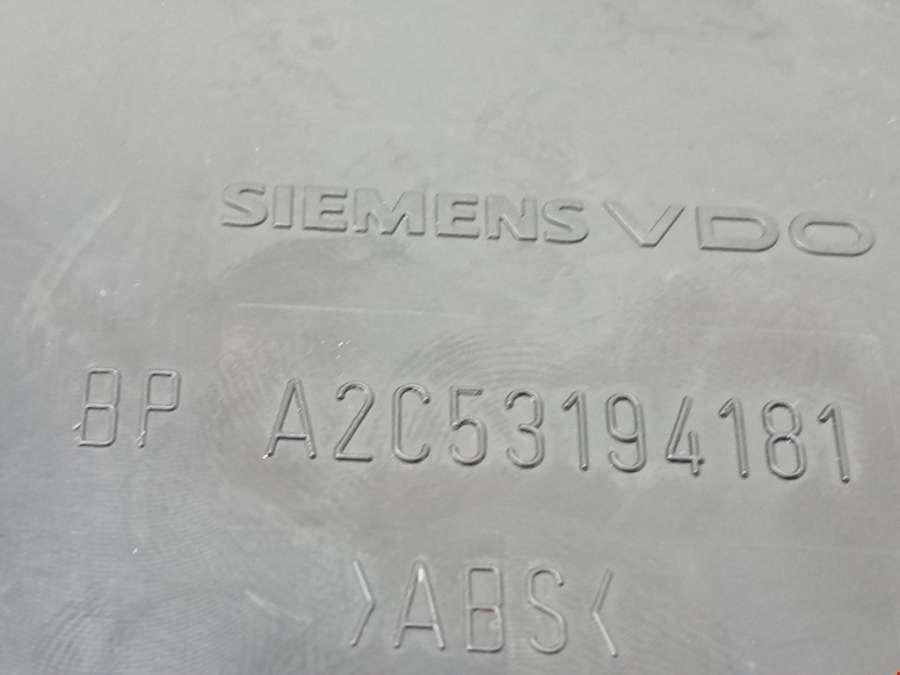 SIEMENS VDO
BP A2C53194181
>ABS<